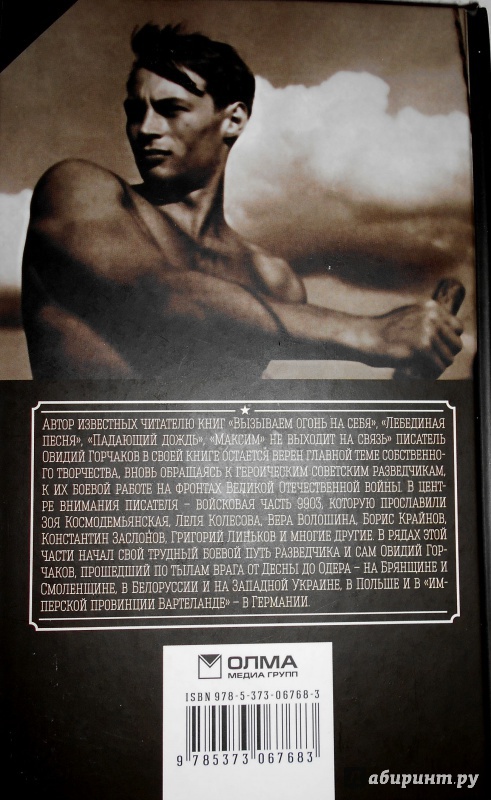 Автор известных читателю книг «Вызываем огонь на себя», «Лебединая
песня», «Падающий дождь», «Максим» не выходит на связь» писатель
Овидий Горчаков в своей книге остается верен главной теме собственно-
го творчества, вновь обращаясь к героическим советским разведчикам,
к их боевой работе на фронтах Великой Отечественной войны. В цент-
ре внимания писателя – войсковая часть 9903, которую прославили
Зоя Космодемьянская, Леля Колесова, Вера Волошина, Борис Крайнов,
Константин Заслонов, Григорий Линьков и многие другие. В рядах этой
части начал свой трудный боевой путь разведчика и сам Овидий Гор-
чаков, прошедший по тылам врага от Десны до Одера – на Брянщине и
Смоленщине, в Белоруссии и на Западной Украине, в Польше и в «им-
перской провинции Вартеланде» – в Германии.
ОЛМА
МЕДИА ГРУПП
ISBN 978-5-373-06768-3
9 785373 067683
абиринт.ру